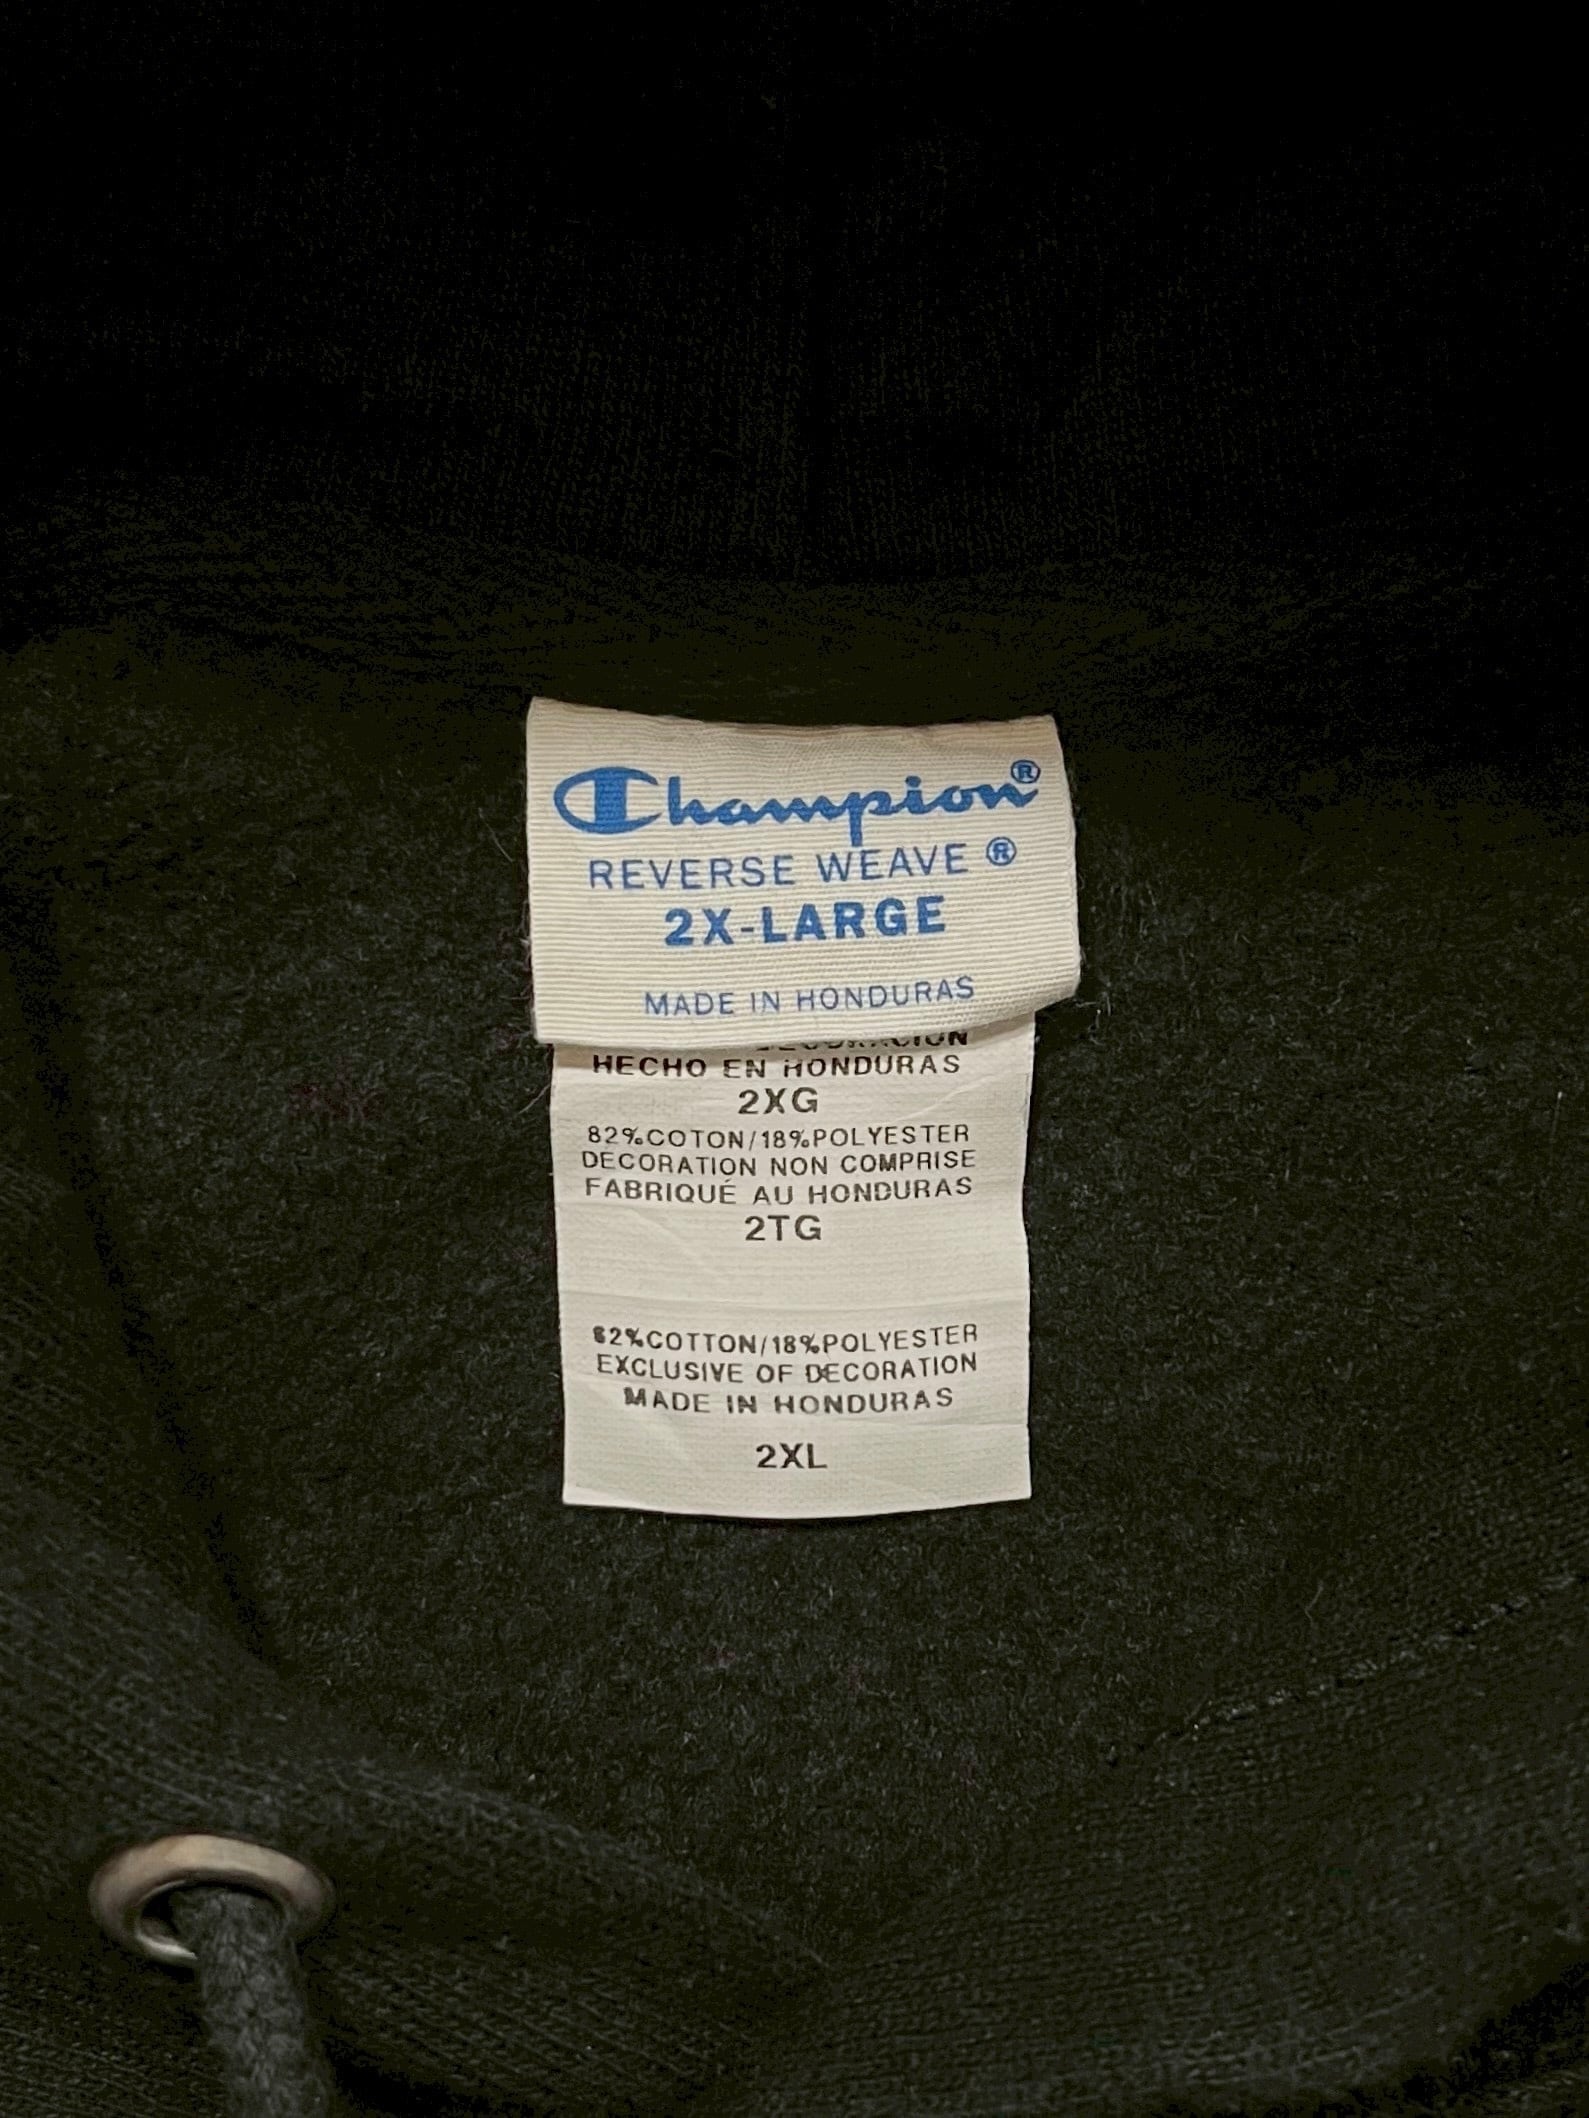 Champion®
REVERSE WEAVE ®
2X-LARGE
MADE IN HONDURAS
HECHO EN HONDURAS
2XG
82%COTON/18%POLYESTER
DECORATION NON COMPRISE
FABRIQUÉ AU HONDURAS
2TG
82%COTTON/18%POLYESTER
EXCLUSIVE OF DECORATION
MADE IN HONDURAS
2XL